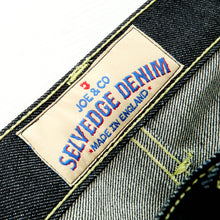 JOE & CO
SELVEDGE DENIM
MADE IN ENGLAND